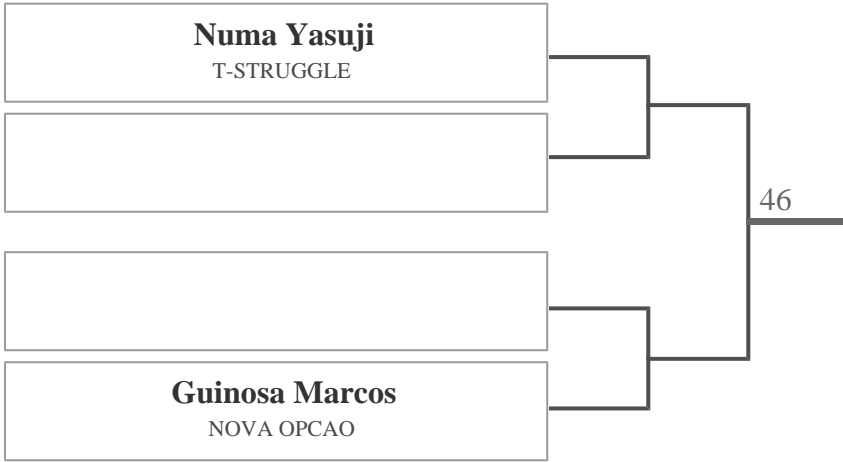 Numa Yasuji
T-STRUGGLE
46
Guinosa Marcos
NOVA OPCAO